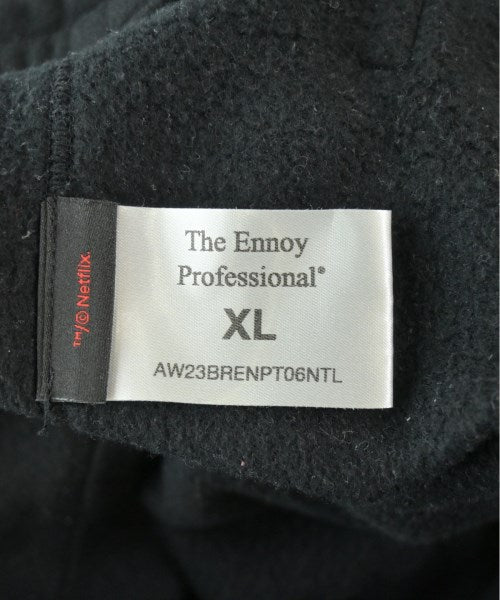 The Ennoy
Professional®
XL
AW23BRENPT06NTL
™/© Netflix.